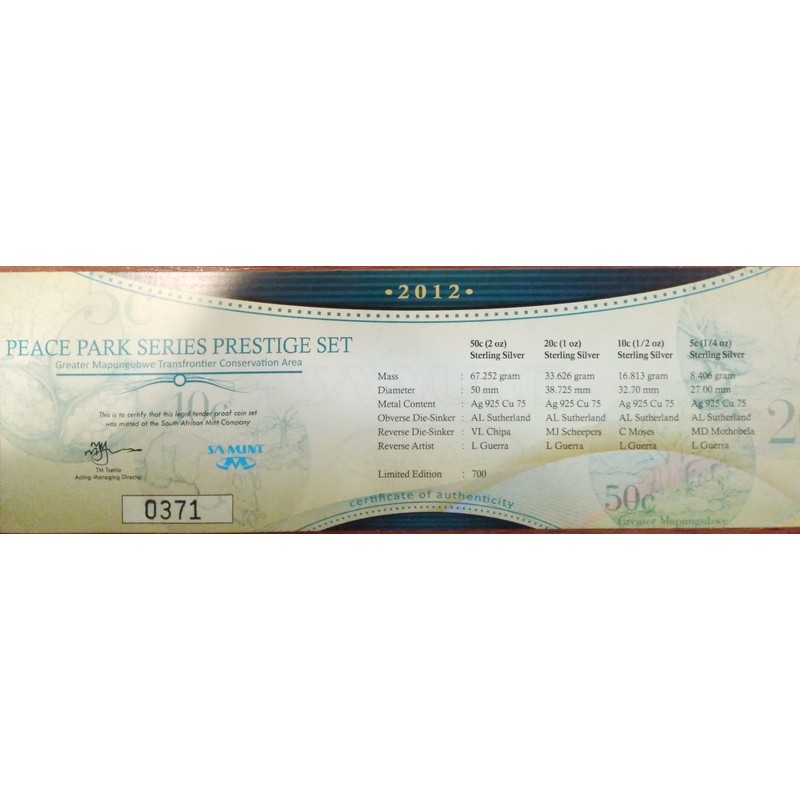 •2012•
PEACE PARK SERIES PRESTIGE SET
Greater Mapungubwe Transfrontier Conservation Area
This is to certify that this legal tender proof coin set
was minted at the South African Mint Company
TM Tsehlo
Acting Managing Director
SA MINT
0371
50c (2 oz) 20c (1 oz) 10c (1/2 oz) 5c (1/4 oz)
Sterling Silver Sterling Silver Sterling Silver Sterling Silver
Mass : 67.252 gram 33.626 gram 16.813 gram 8.406 gram
Diameter : 50 mm 38.725 mm 32.70 mm 27.00 mm
Metal Content : Ag 925 Cu 75 Ag 925 Cu 75 Ag 925 Cu 75 Ag 925 Cu 75
Obverse Die-Sinker : AL Sutherland AL Sutherland AL Sutherland AL Sutherland
Reverse Die-Sinker : VL Chipa MJ Scheepers C Moses MD Mothobela
Reverse Artist : L Guerra L Guerra L Guerra L Guerra
Limited Edition : 700
certificate of authenticity
50c
Greater Mapungubwe
10c